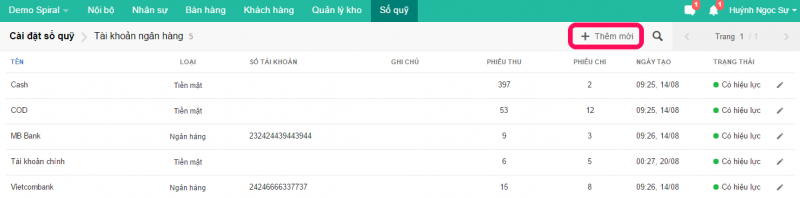 Demo Spiral Nội bộ Nhân sự Bán hàng Khách hàng Quản lý kho Sổ quỹ 1 1 Huỳnh Ngọc Sự
Cài đặt sổ quỹ Tài khoản ngân hàng 5 + Thêm mới Trang 1 / 1
TÊN LOẠI SỐ TÀI KHOẢN GHI CHÚ PHIẾU THU PHIẾU CHI NGÀY TẠO TRẠNG THÁI
Cash Tiền mặt 397 2 09:25, 14/08 Có hiệu lực
COD Tiền mặt 53 12 09:25, 14/08 Có hiệu lực
MB Bank Ngân hàng 232424439443944 9 3 09:26, 14/08 Có hiệu lực
Tài khoản chính Tiền mặt 6 5 00:27, 20/08 Có hiệu lực
Vietcombank Ngân hàng 24246666337737 15 8 09:26, 14/08 Có hiệu lực